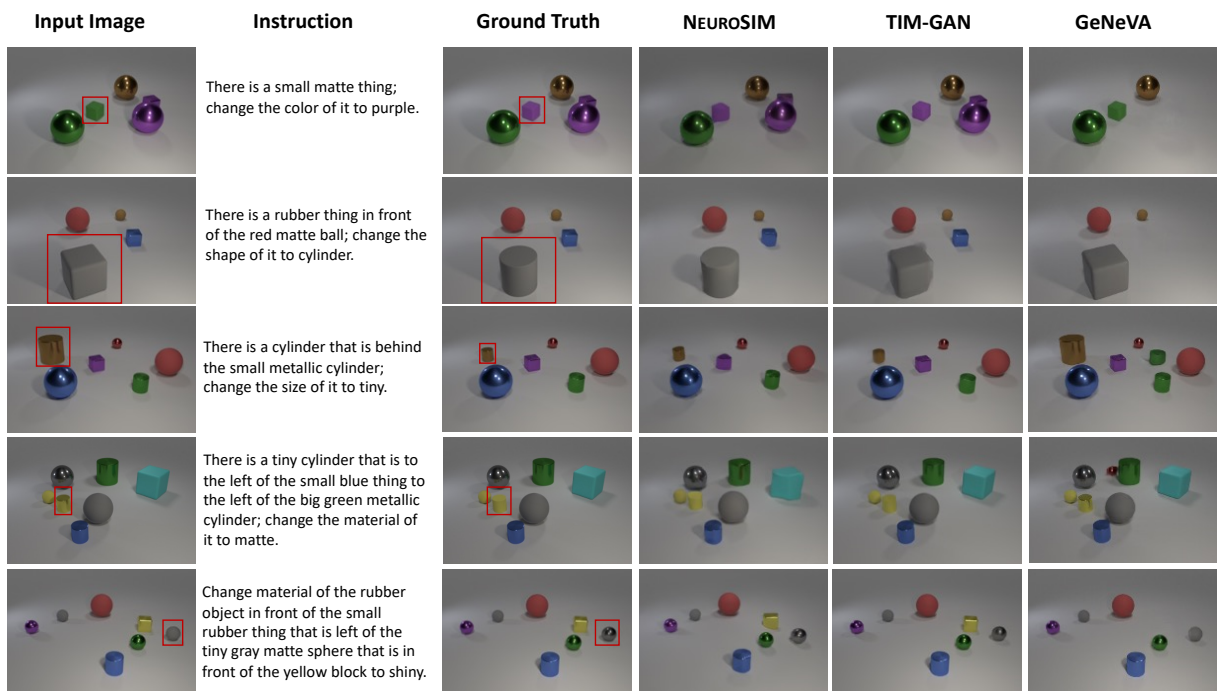 Input Image Instruction Ground Truth NEUROSIM TIM-GAN GeNeVA
There is a small matte thing;
change the color of it to purple.
There is a rubber thing in front
of the red matte ball; change the
shape of it to cylinder.
There is a cylinder that is behind
the small metallic cylinder;
change the size of it to tiny.
There is a tiny cylinder that is to
the left of the small blue thing to
the left of the big green metallic
cylinder; change the material of
it to matte.
Change material of the rubber
object in front of the small
rubber thing that is left of the
tiny gray matte sphere that is in
front of the yellow block to shiny.